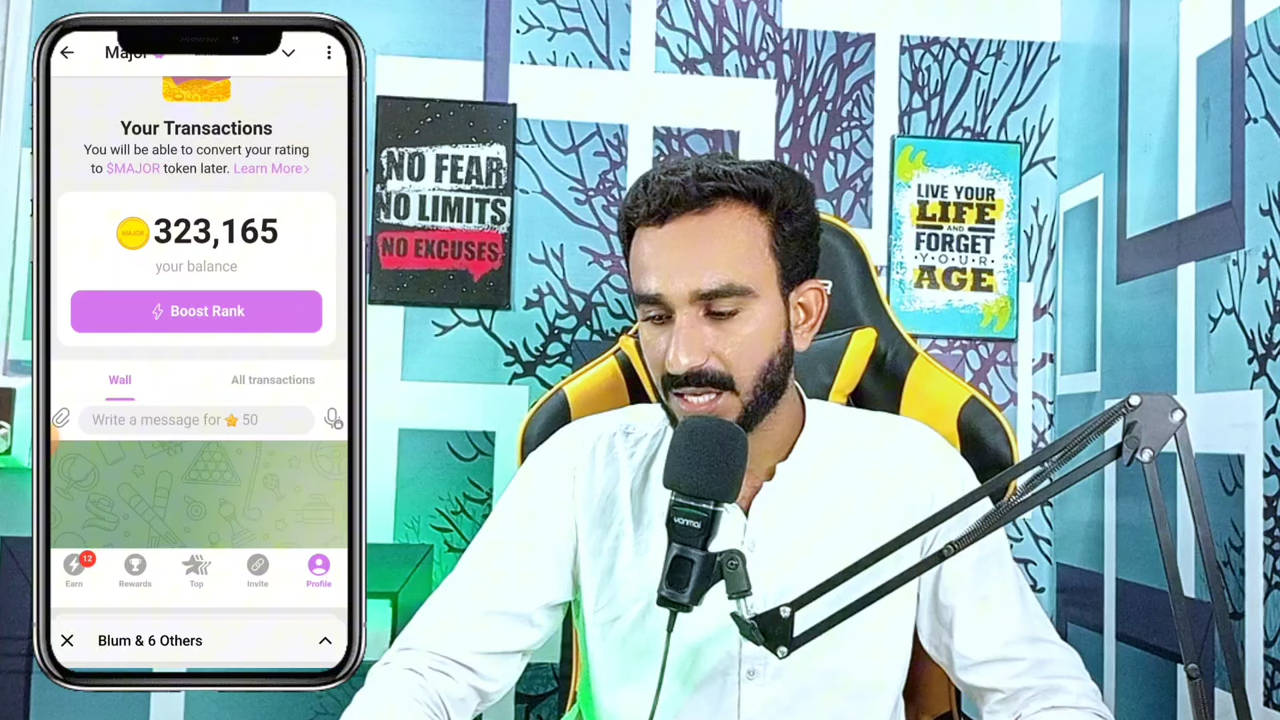 Major
Your Transactions
You will be able to convert your rating
to $MAJOR token later. Learn More
MAJOR
323,165
your balance
Boost Rank
Wall
All transactions
Write a message for ⭐ 50
12
Earn
Rewards
Top
Invite
Profile
Blum & 6 Others
NO FEAR
NO LIMITS
NO EXCUSES
LIVE YOUR
LIFE
AND
FORGET
YOUR
AGE
vanmai